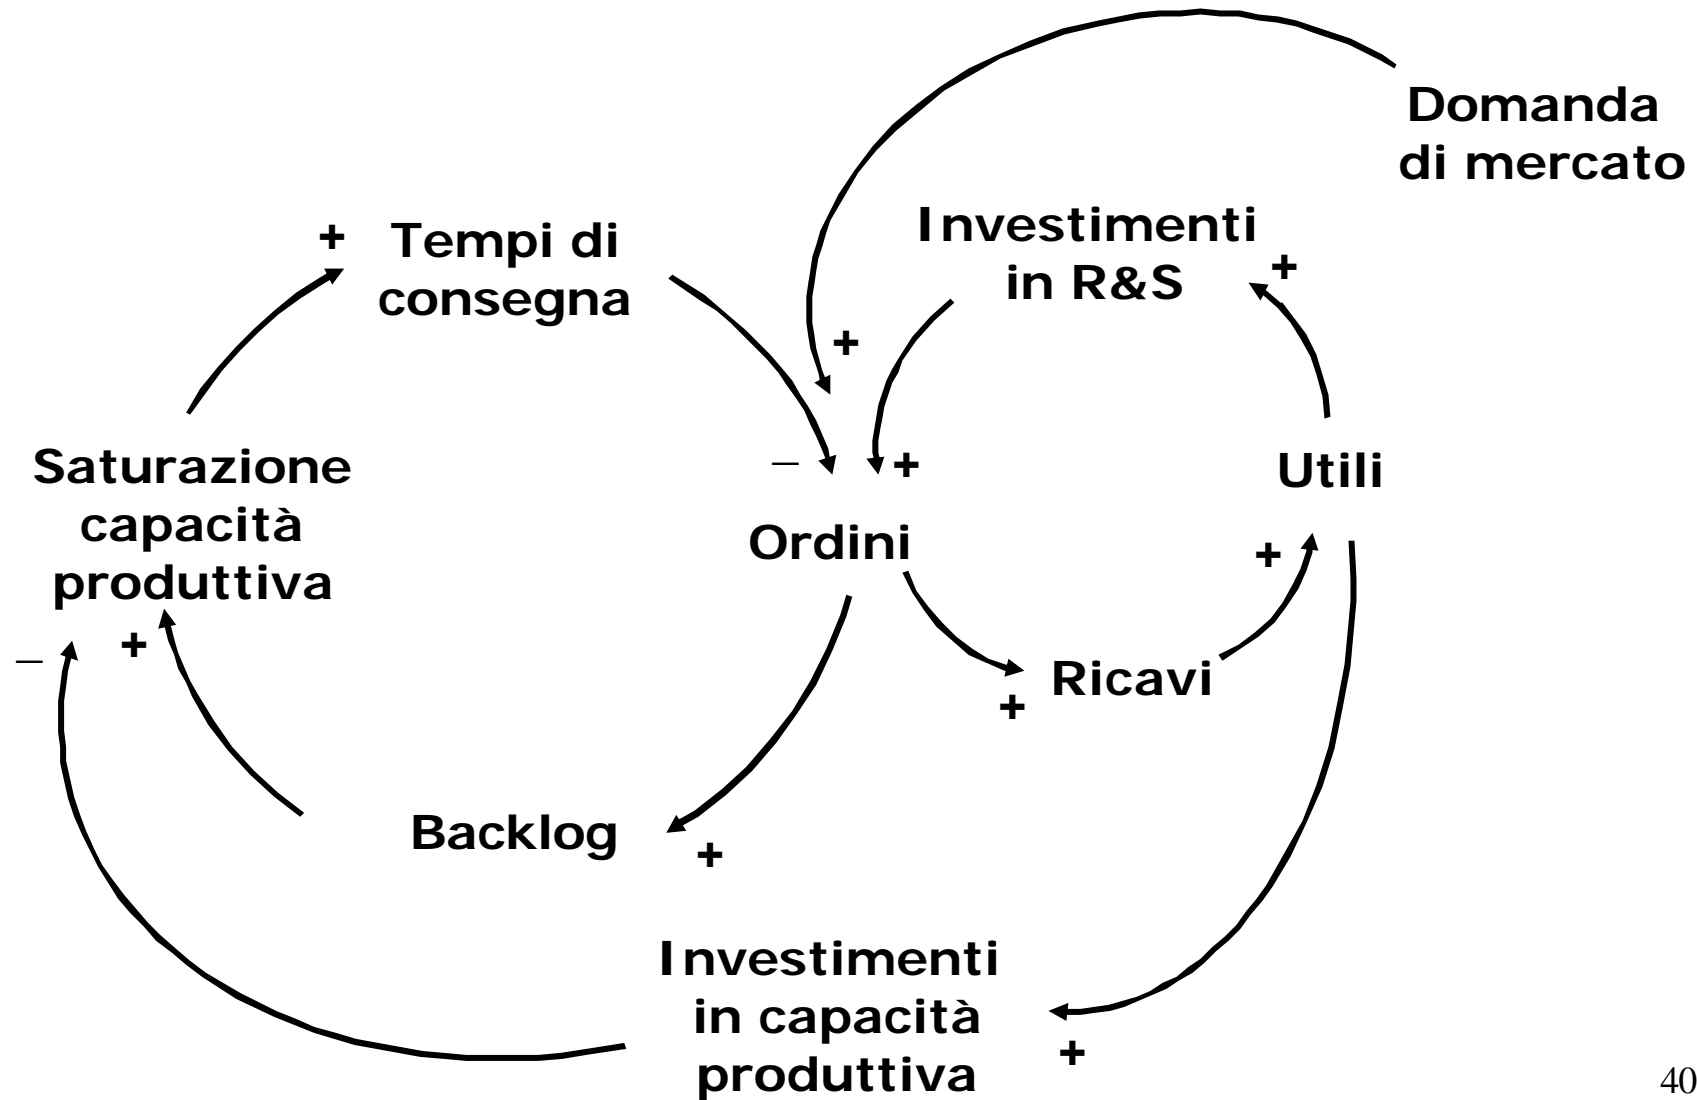 Domanda
di mercato
Investimenti
in R&S
+
+ Tempi di
consegna
+
Saturazione
capacità
produttiva
– +
Utili
Ordini
+
– +
Ricavi
+
Backlog
+
Investimenti
in capacità
produttiva
+
40